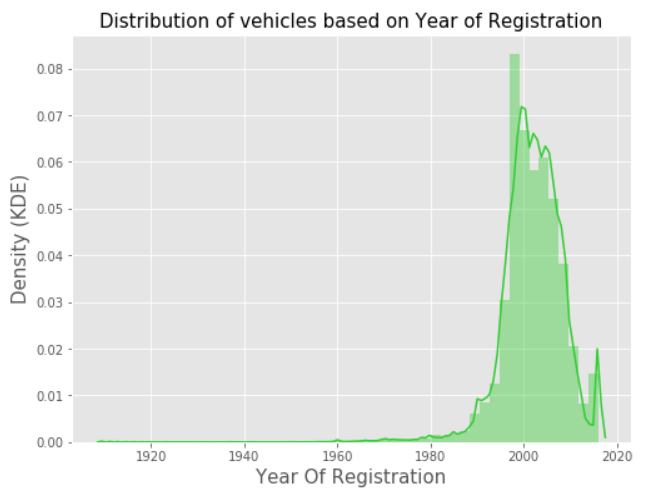 Distribution of vehicles based on Year of Registration
0.08
0.07
0.06
0.05
0.04
0.03
0.02
0.01
0.00
Density (KDE)
1920 1940 1960 1980 2000 2020
Year Of Registration